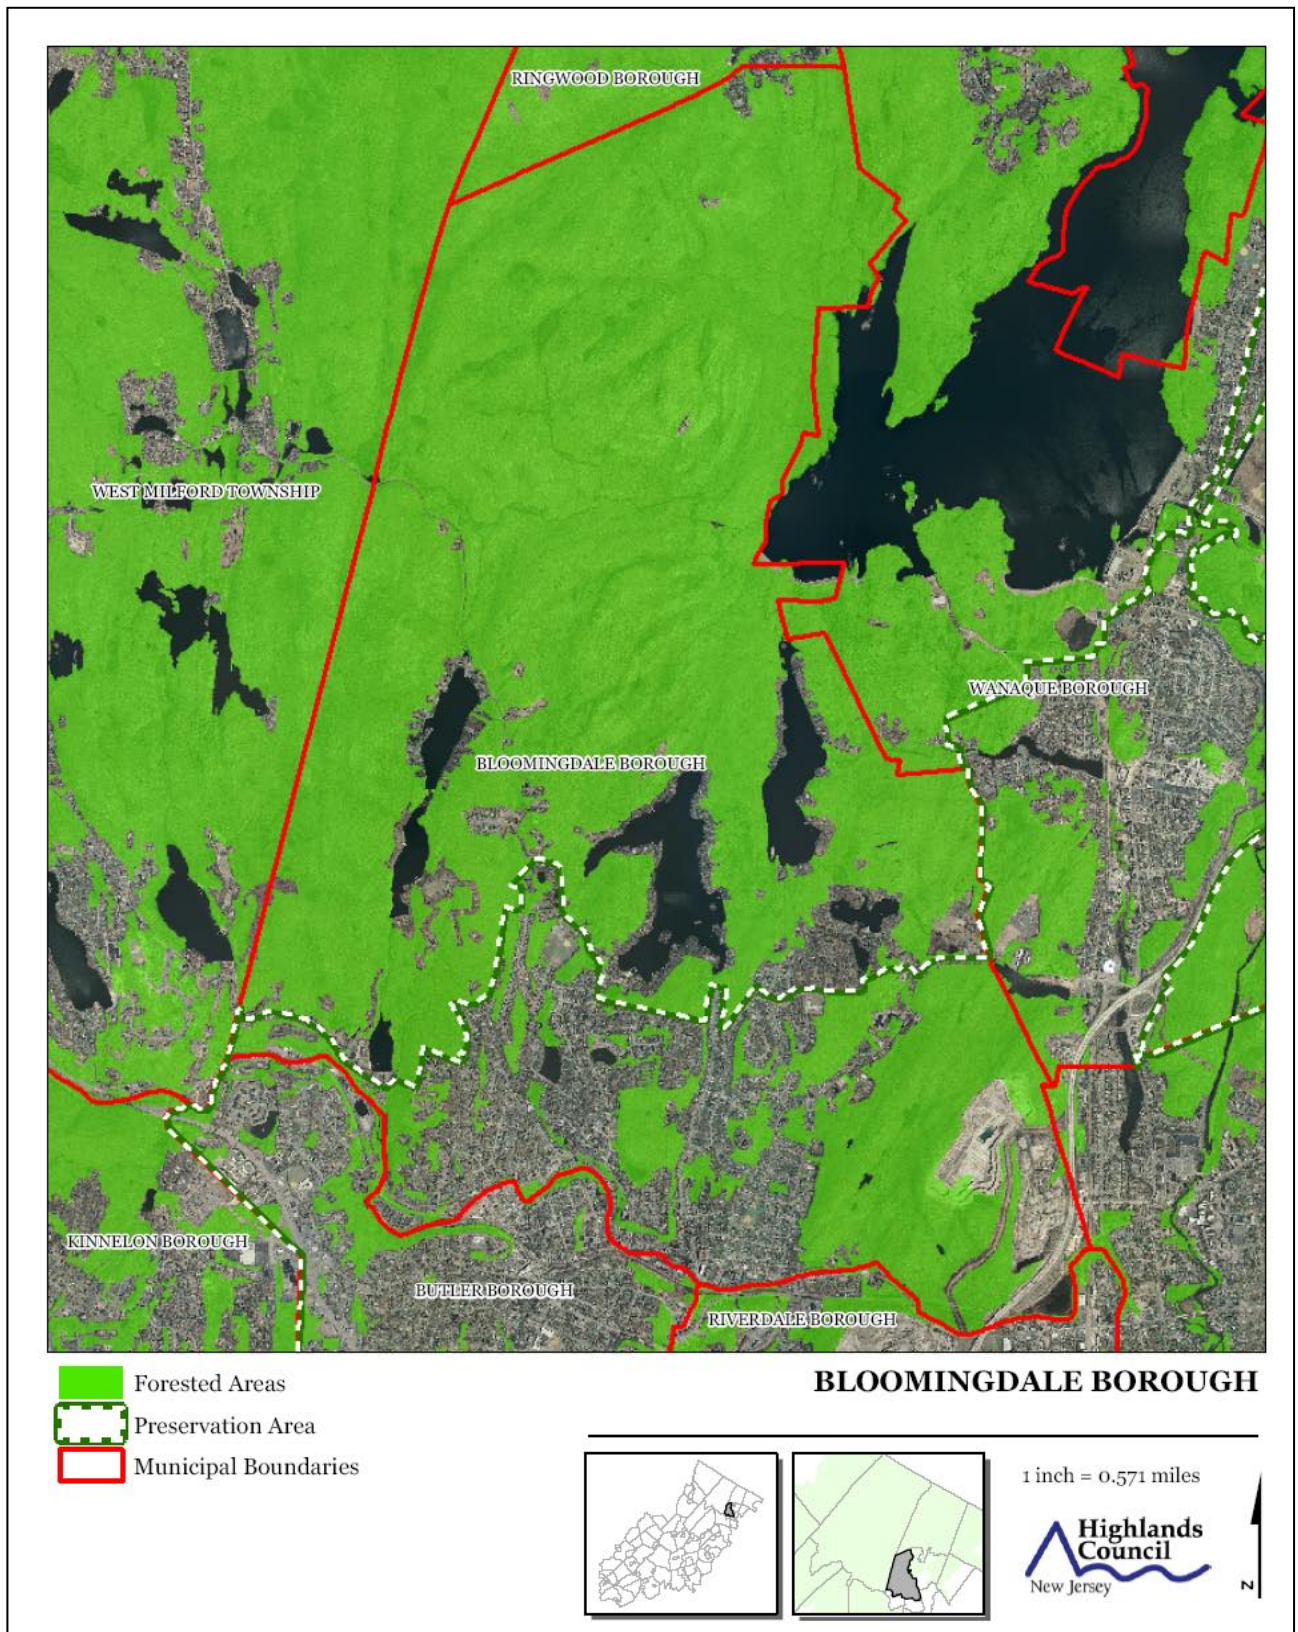 RINGWOOD BOROUGH
WEST MILFORD TOWNSHIP
WANAQUE BOROUGH
BLOOMINGDALE BOROUGH
KINNELON BOROUGH
BUTLER BOROUGH
RIVERDALE BOROUGH
BLOOMINGDALE BOROUGH
Forested Areas
Preservation Area
Municipal Boundaries
1 inch = 0.571 miles
Highlands
Council
New Jersey
N